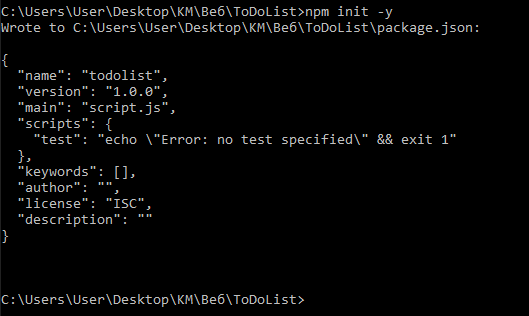 C:\Users\User\Desktop\KM\Веб\ToDoList>npm init -y
Wrote to C:\Users\User\Desktop\KM\Веб\ToDoList\package.json:
{
  "name": "todolist",
  "version": "1.0.0",
  "main": "script.js",
  "scripts": {
    "test": "echo \"Error: no test specified\" && exit 1"
  },
  "keywords": [],
  "author": "",
  "license": "ISC",
  "description": ""
}
C:\Users\User\Desktop\KM\Веб\ToDoList>